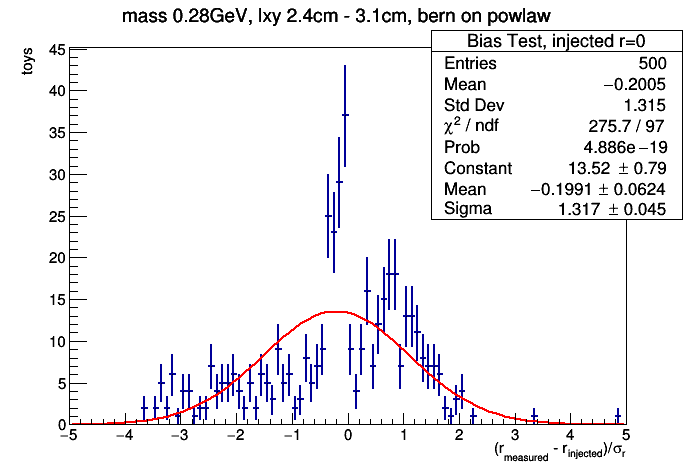 mass 0.28GeV, lxy 2.4cm - 3.1cm, bern on powlaw
Bias Test, injected r=0
Entries 500
Mean −0.2005
Std Dev 1.315
χ² / ndf 275.7 / 97
Prob 4.886e−19
Constant 13.52 ± 0.79
Mean −0.1991 ± 0.0624
Sigma 1.317 ± 0.045
toys
45
40
35
30
25
20
15
10
5
0
−5 −4 −3 −2 −1 0 1 2 3 4 5
(r_measured - r_injected)/σ_r